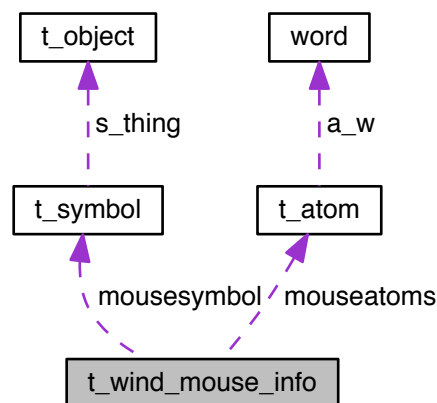 t_object
word
s_thing
a_w
t_symbol
t_atom
mousesymbol
mouseatoms
t_wind_mouse_info